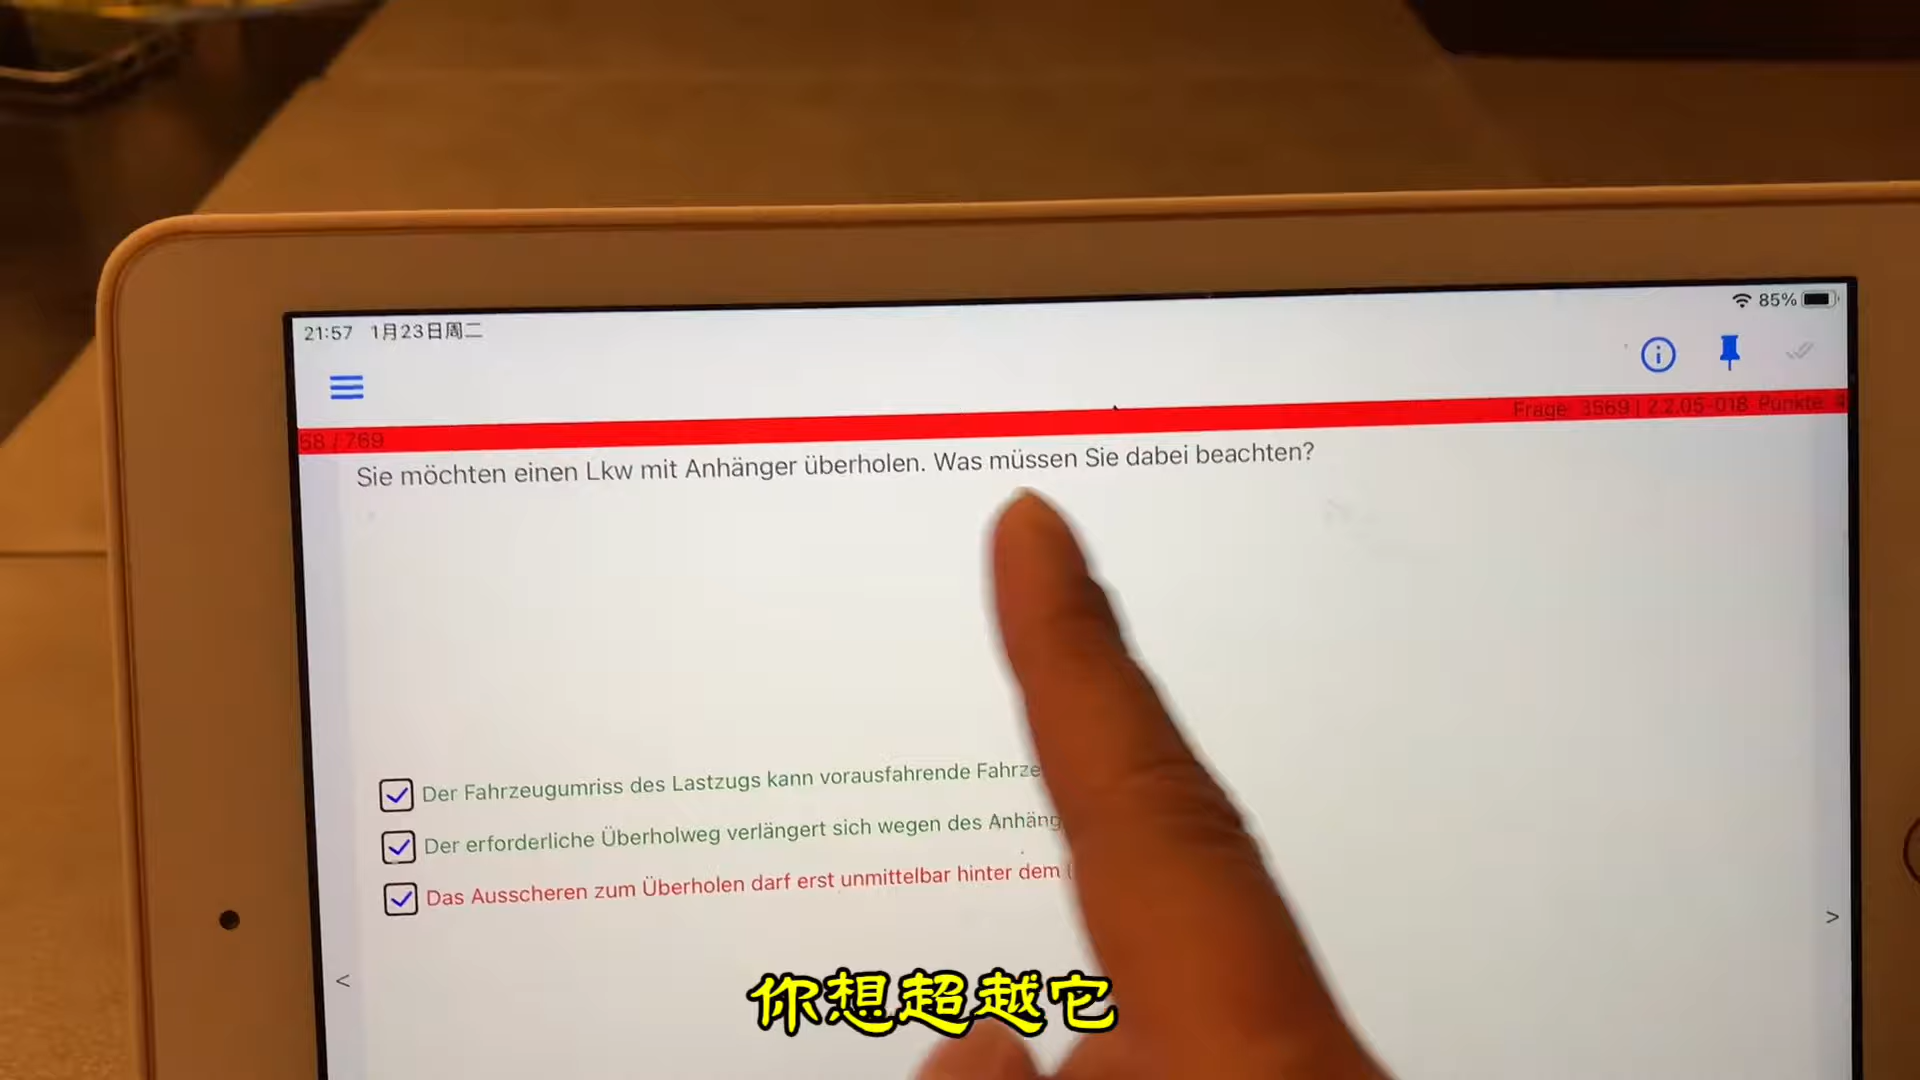 21:57 1月23日周二
85%
58 / 769
Frage: 3569 | 2.2.05-018 Punkte: 4
Sie möchten einen Lkw mit Anhänger überholen. Was müssen Sie dabei beachten?
Der Fahrzeugumriss des Lastzugs kann vorausfahrende
Der erforderliche Überholweg verlängert sich wegen des
Das Ausscheren zum Überholen darf erst unmittelbar hinter dem
<
>
你想超越它